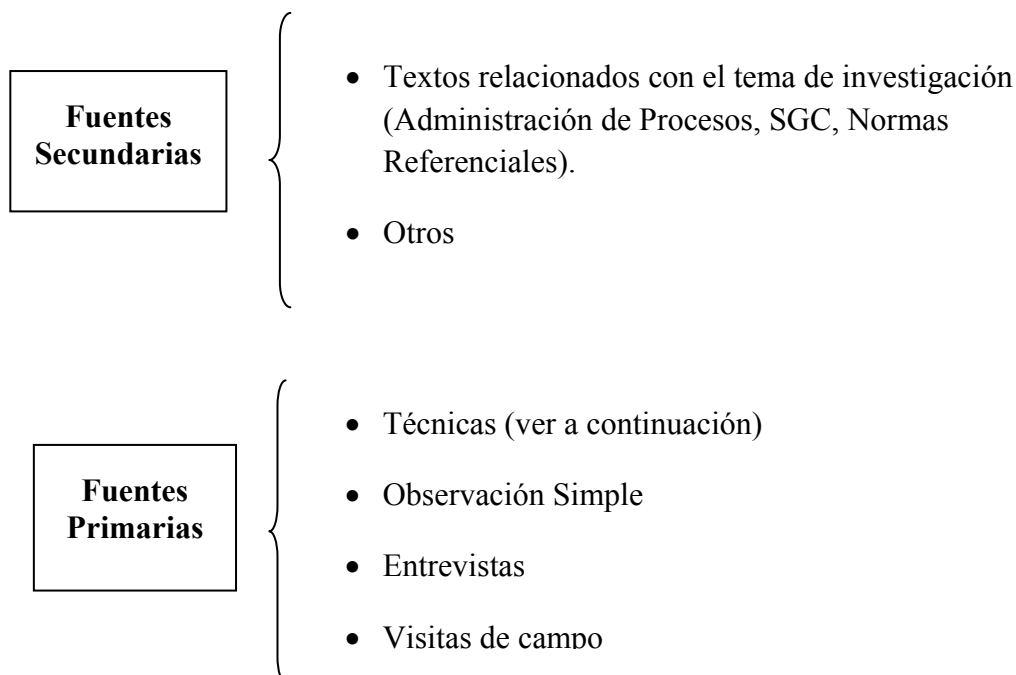 Fuentes
Secundarias
• Textos relacionados con el tema de investigación
(Administración de Procesos, SGC, Normas
Referenciales).
• Otros
Fuentes
Primarias
• Técnicas (ver a continuación)
• Observación Simple
• Entrevistas
• Visitas de campo